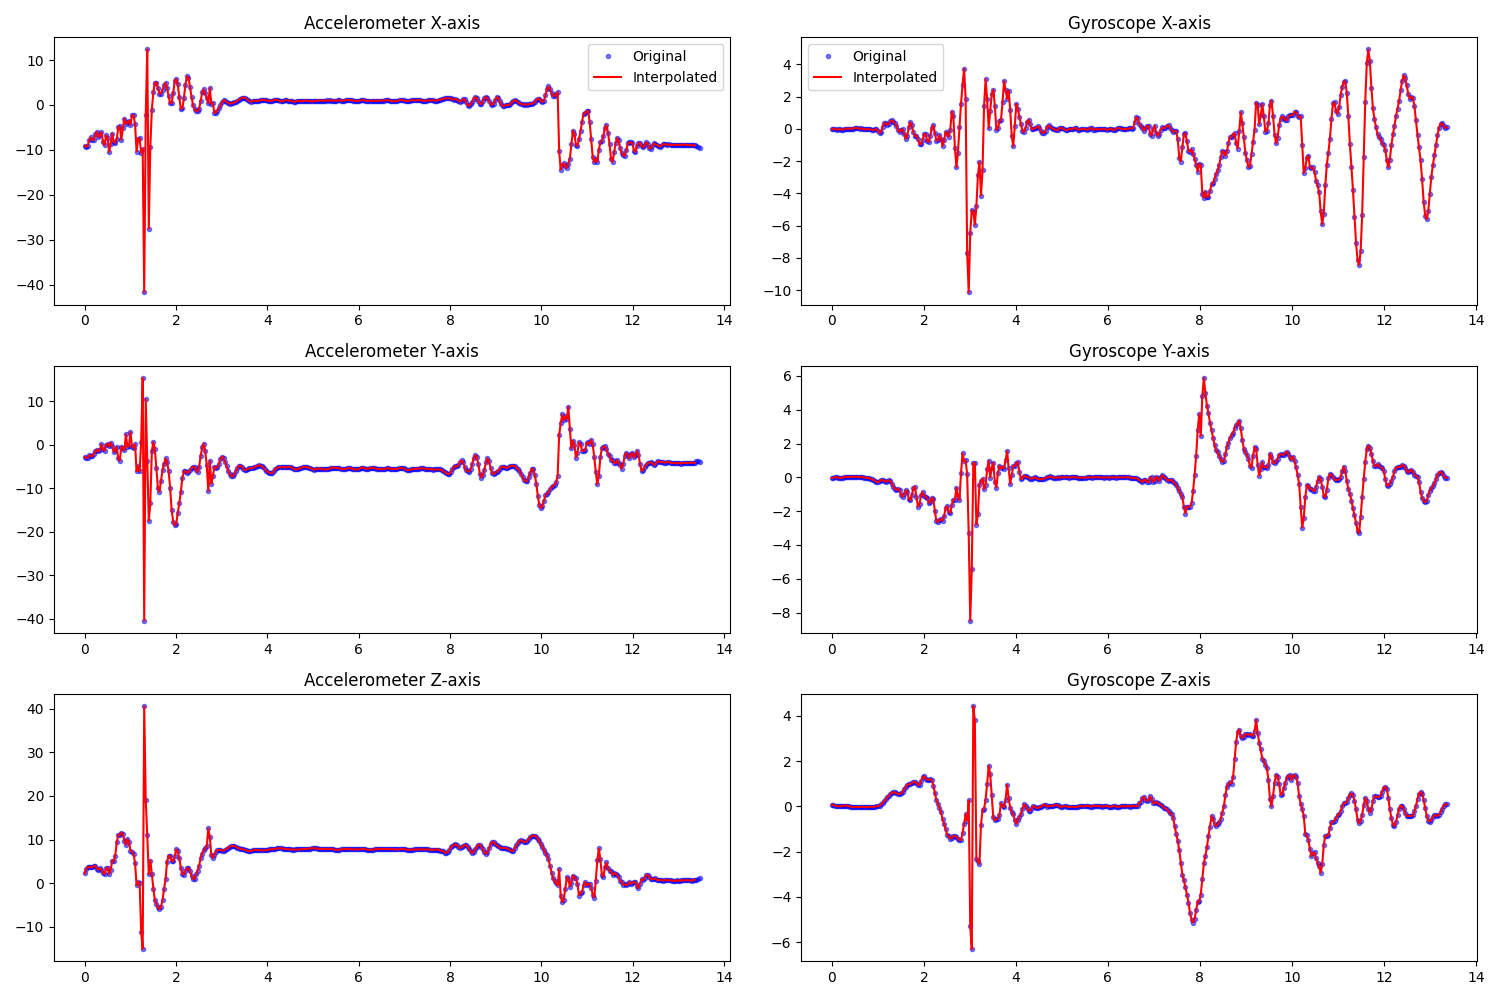 Accelerometer X-axis
10
0
−10
−20
−30
−40
0 2 4 6 8 10 12 14
Original
Interpolated
Gyroscope X-axis
4
2
0
−2
−4
−6
−8
−10
0 2 4 6 8 10 12 14
Original
Interpolated
Accelerometer Y-axis
10
0
−10
−20
−30
−40
0 2 4 6 8 10 12 14
Gyroscope Y-axis
6
4
2
0
−2
−4
−6
−8
0 2 4 6 8 10 12 14
Accelerometer Z-axis
40
30
20
10
0
−10
0 2 4 6 8 10 12 14
Gyroscope Z-axis
4
2
0
−2
−4
−6
0 2 4 6 8 10 12 14